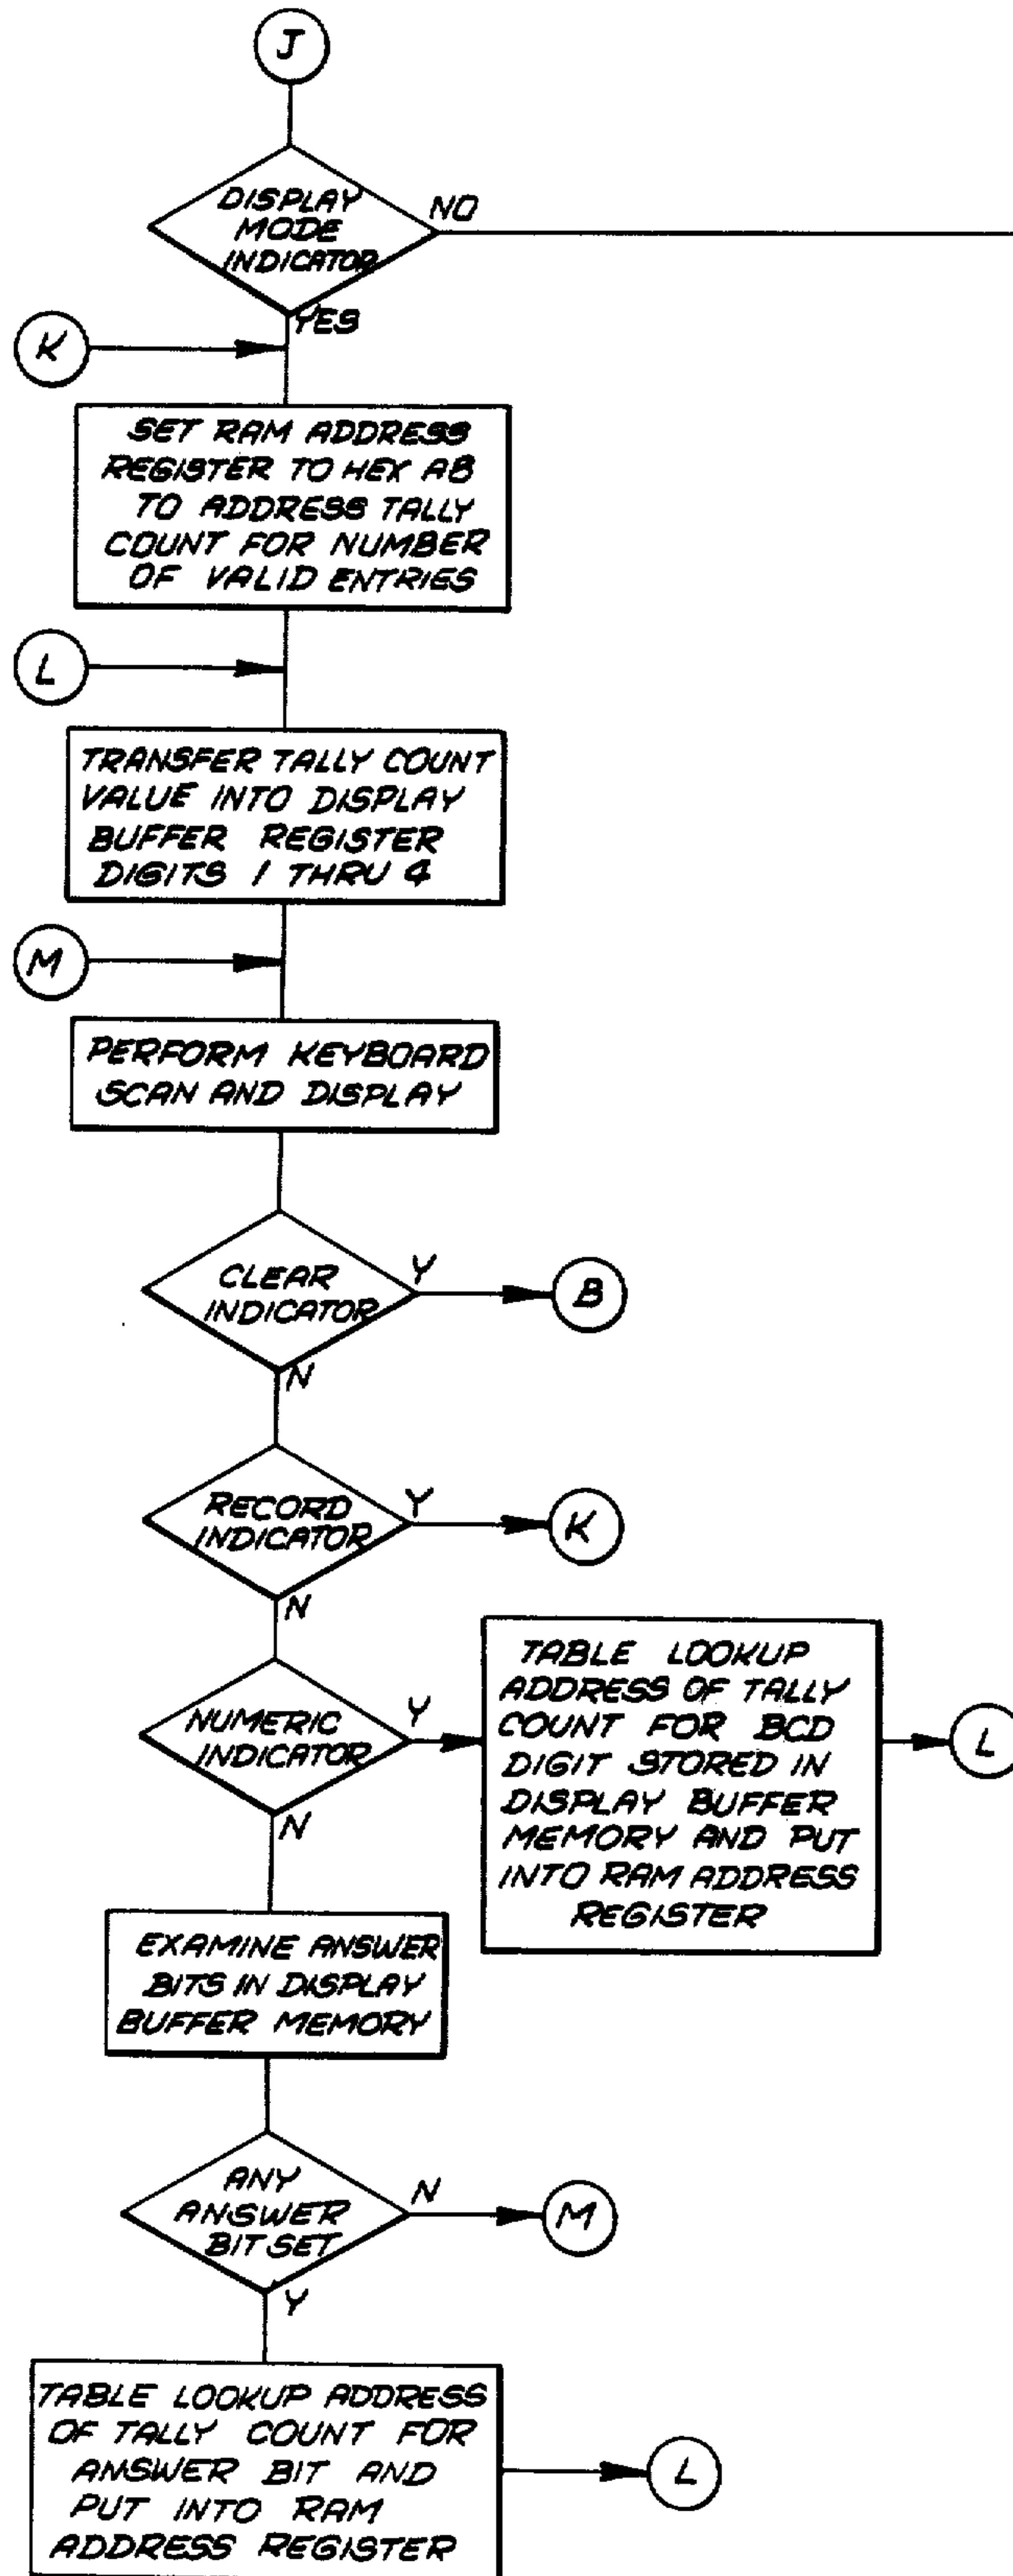 J
DISPLAY
MODE
INDICATOR
NO
YES
K
SET RAM ADDRESS
REGISTER TO HEX AB
TO ADDRESS TALLY
COUNT FOR NUMBER
OF VALID ENTRIES
L
TRANSFER TALLY COUNT
VALUE INTO DISPLAY
BUFFER REGISTER
DIGITS 1 THRU 4
M
PERFORM KEYBOARD
SCAN AND DISPLAY
CLEAR
INDICATOR
Y
B
N
RECORD
INDICATOR
Y
K
N
NUMERIC
INDICATOR
Y
TABLE LOOKUP
ADDRESS OF TALLY
COUNT FOR BCD
DIGIT STORED IN
DISPLAY BUFFER
MEMORY AND PUT
INTO RAM ADDRESS
REGISTER
L
N
EXAMINE ANSWER
BITS IN DISPLAY
BUFFER MEMORY
ANY
ANSWER
BIT SET
N
M
Y
TABLE LOOKUP ADDRESS
OF TALLY COUNT FOR
ANSWER BIT AND
PUT INTO RAM
ADDRESS REGISTER
L